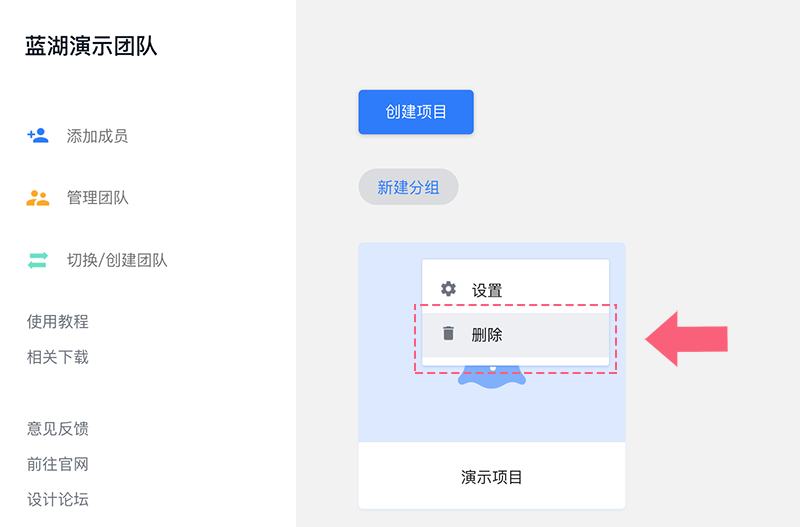 蓝湖演示团队
添加成员
管理团队
切换/创建团队
使用教程
相关下载
意见反馈
前往官网
设计论坛
创建项目
新建分组
设置
删除
演示项目